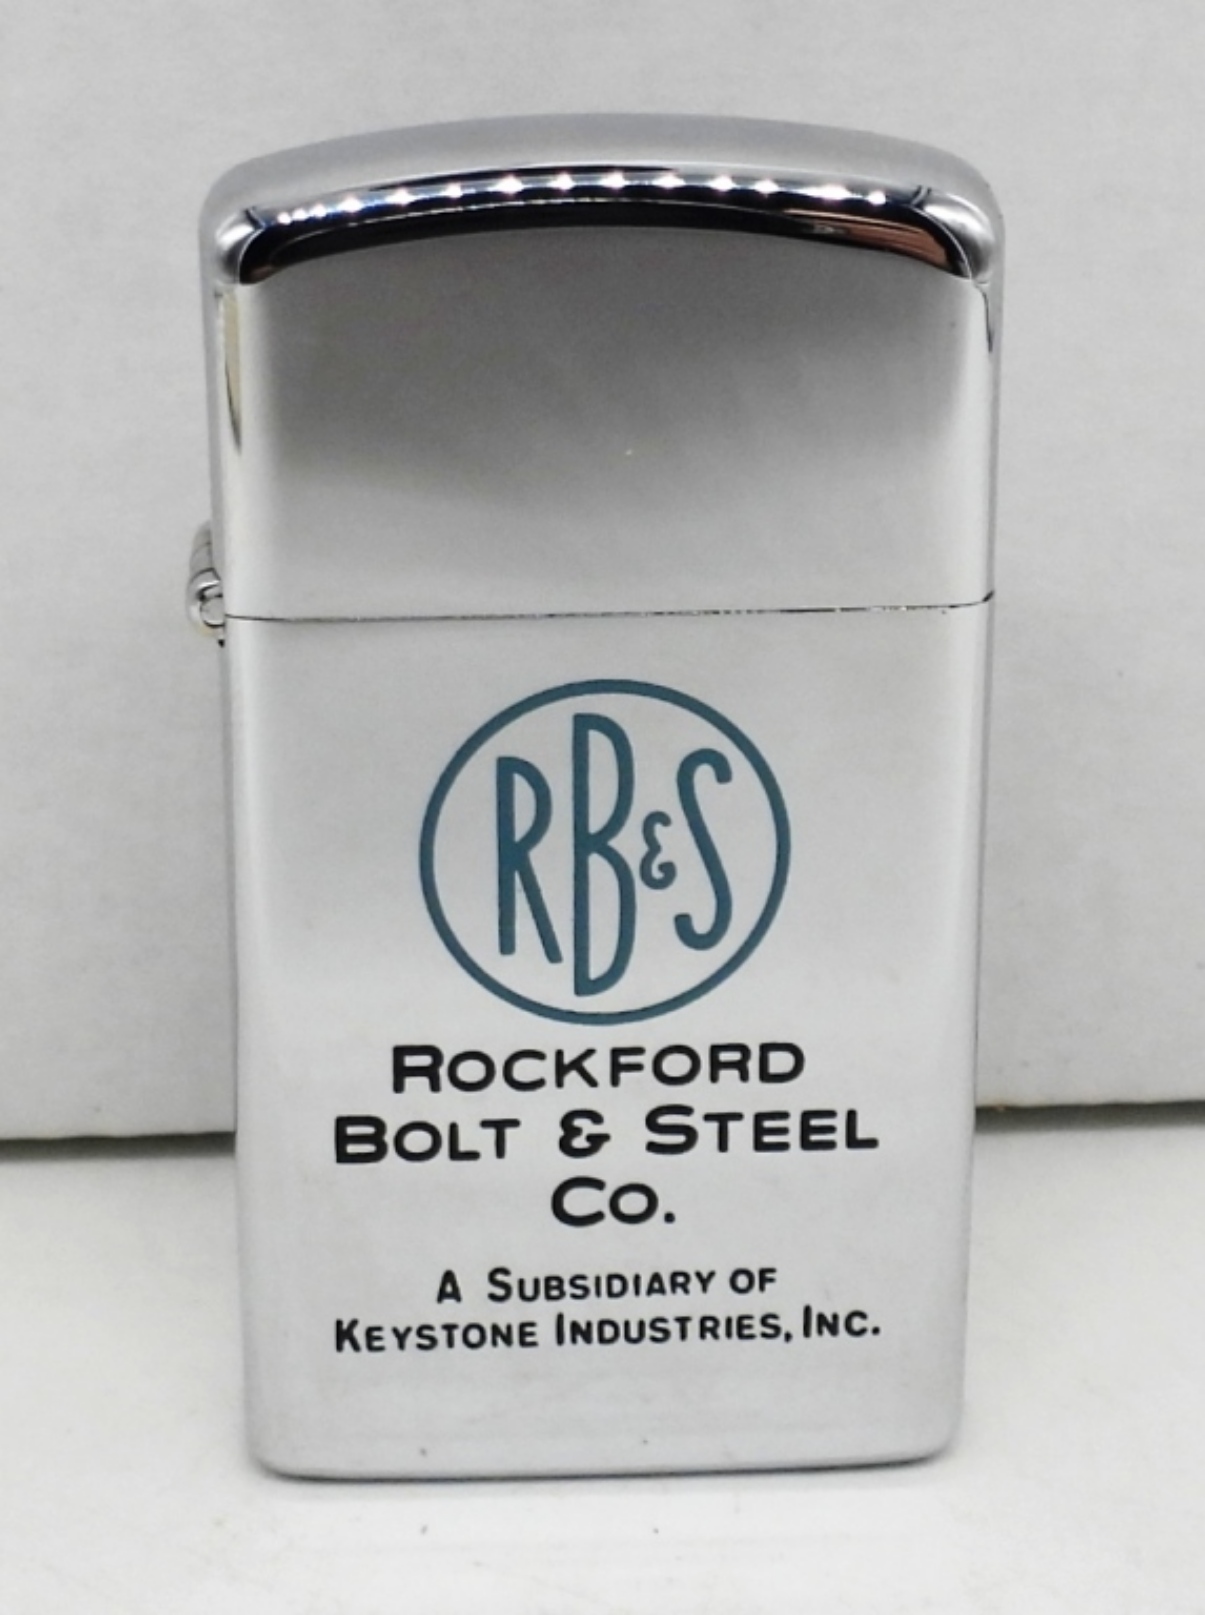 RB&S
ROCKFORD
BOLT & STEEL
CO.
A SUBSIDIARY OF
KEYSTONE INDUSTRIES, INC.